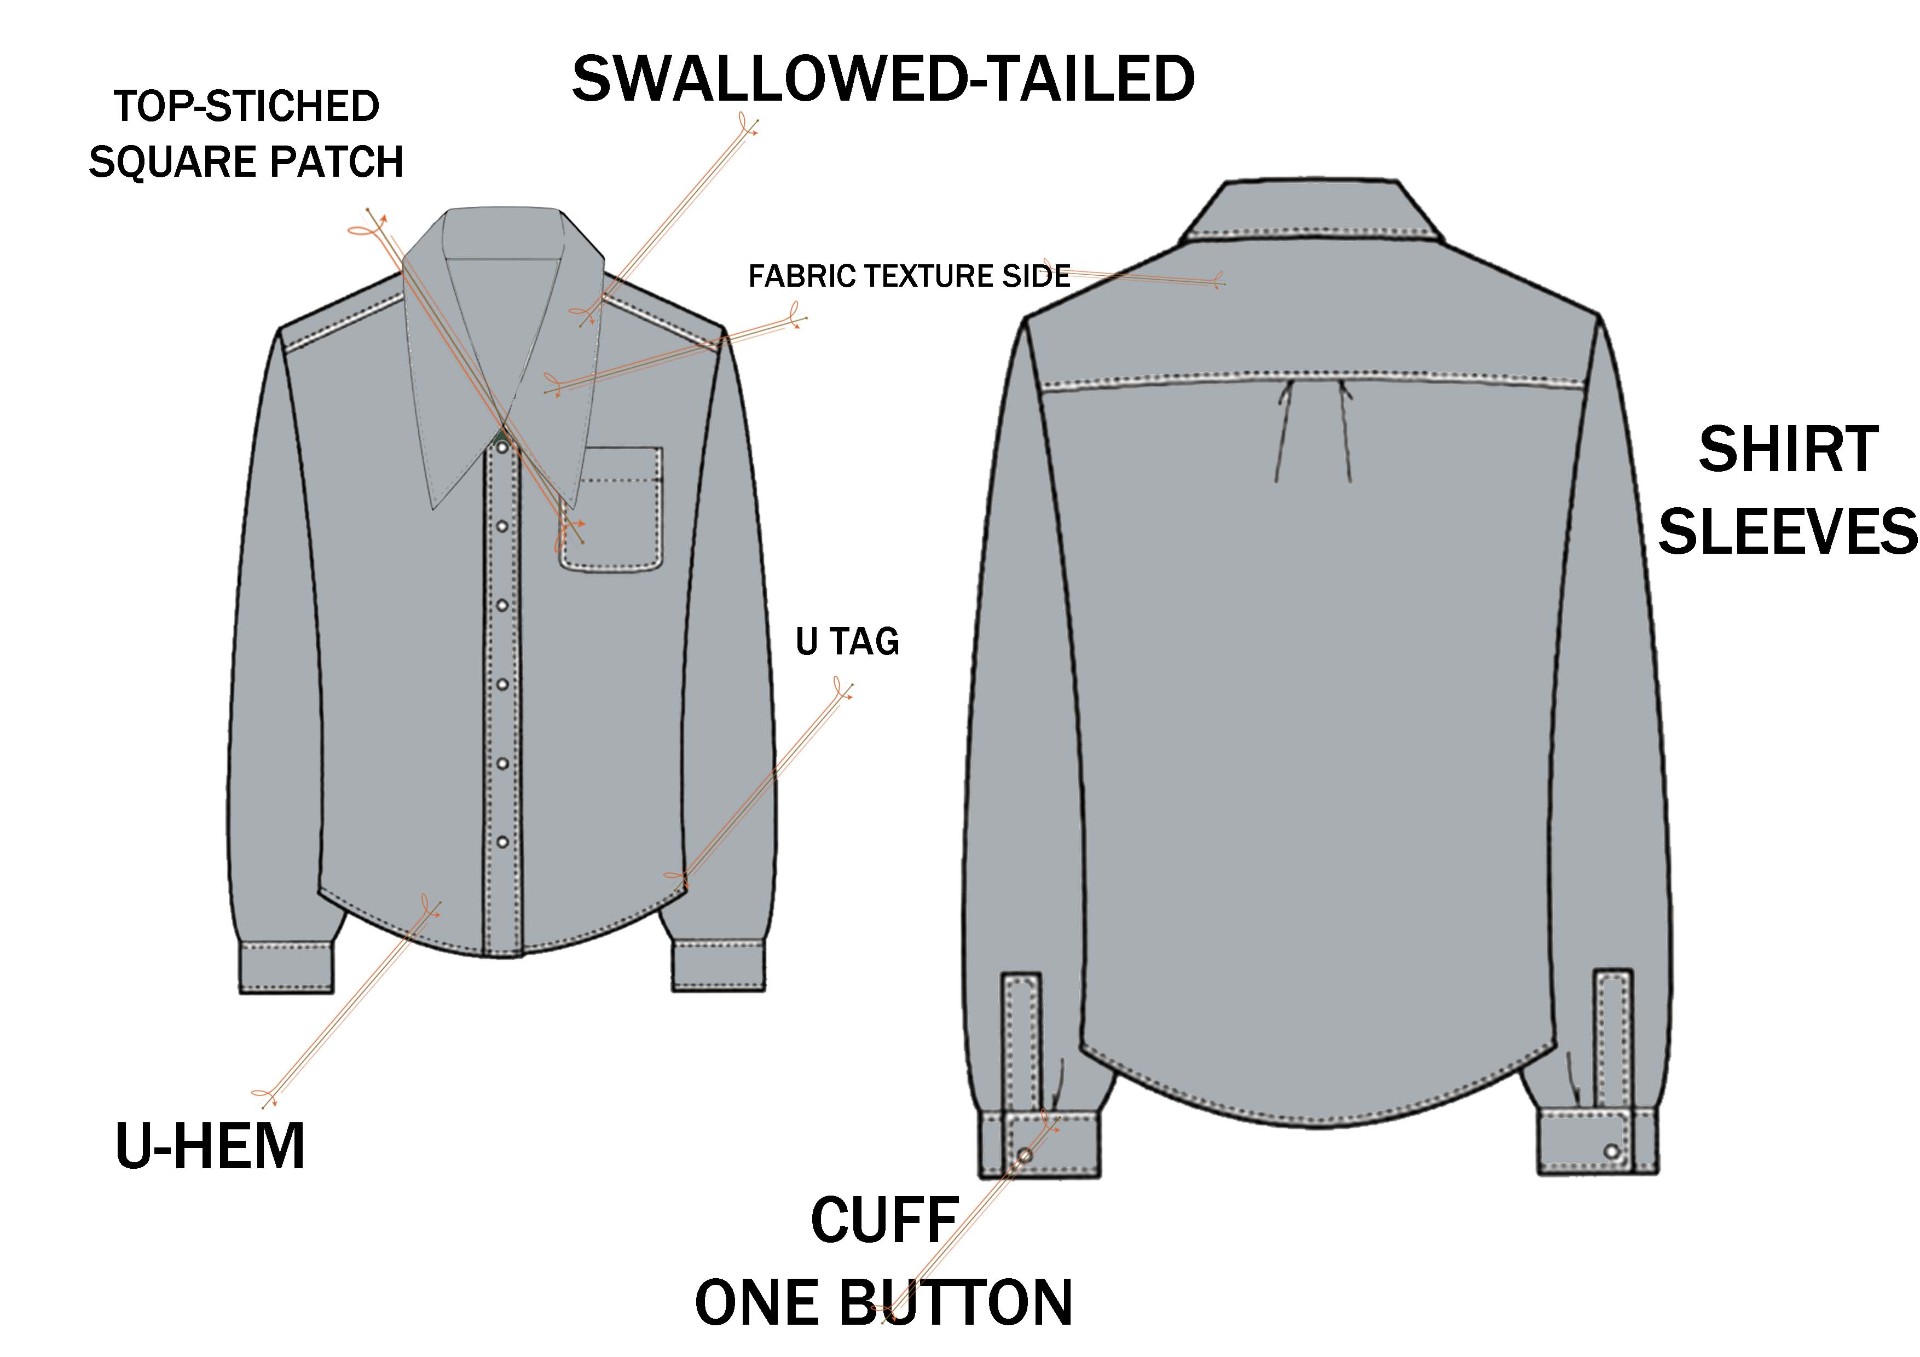 SWALLOWED-TAILED
TOP-STICHED
SQUARE PATCH
FABRIC TEXTURE SIDE
SHIRT
SLEEVES
U TAG
U-HEM
CUFF
ONE BUTTON